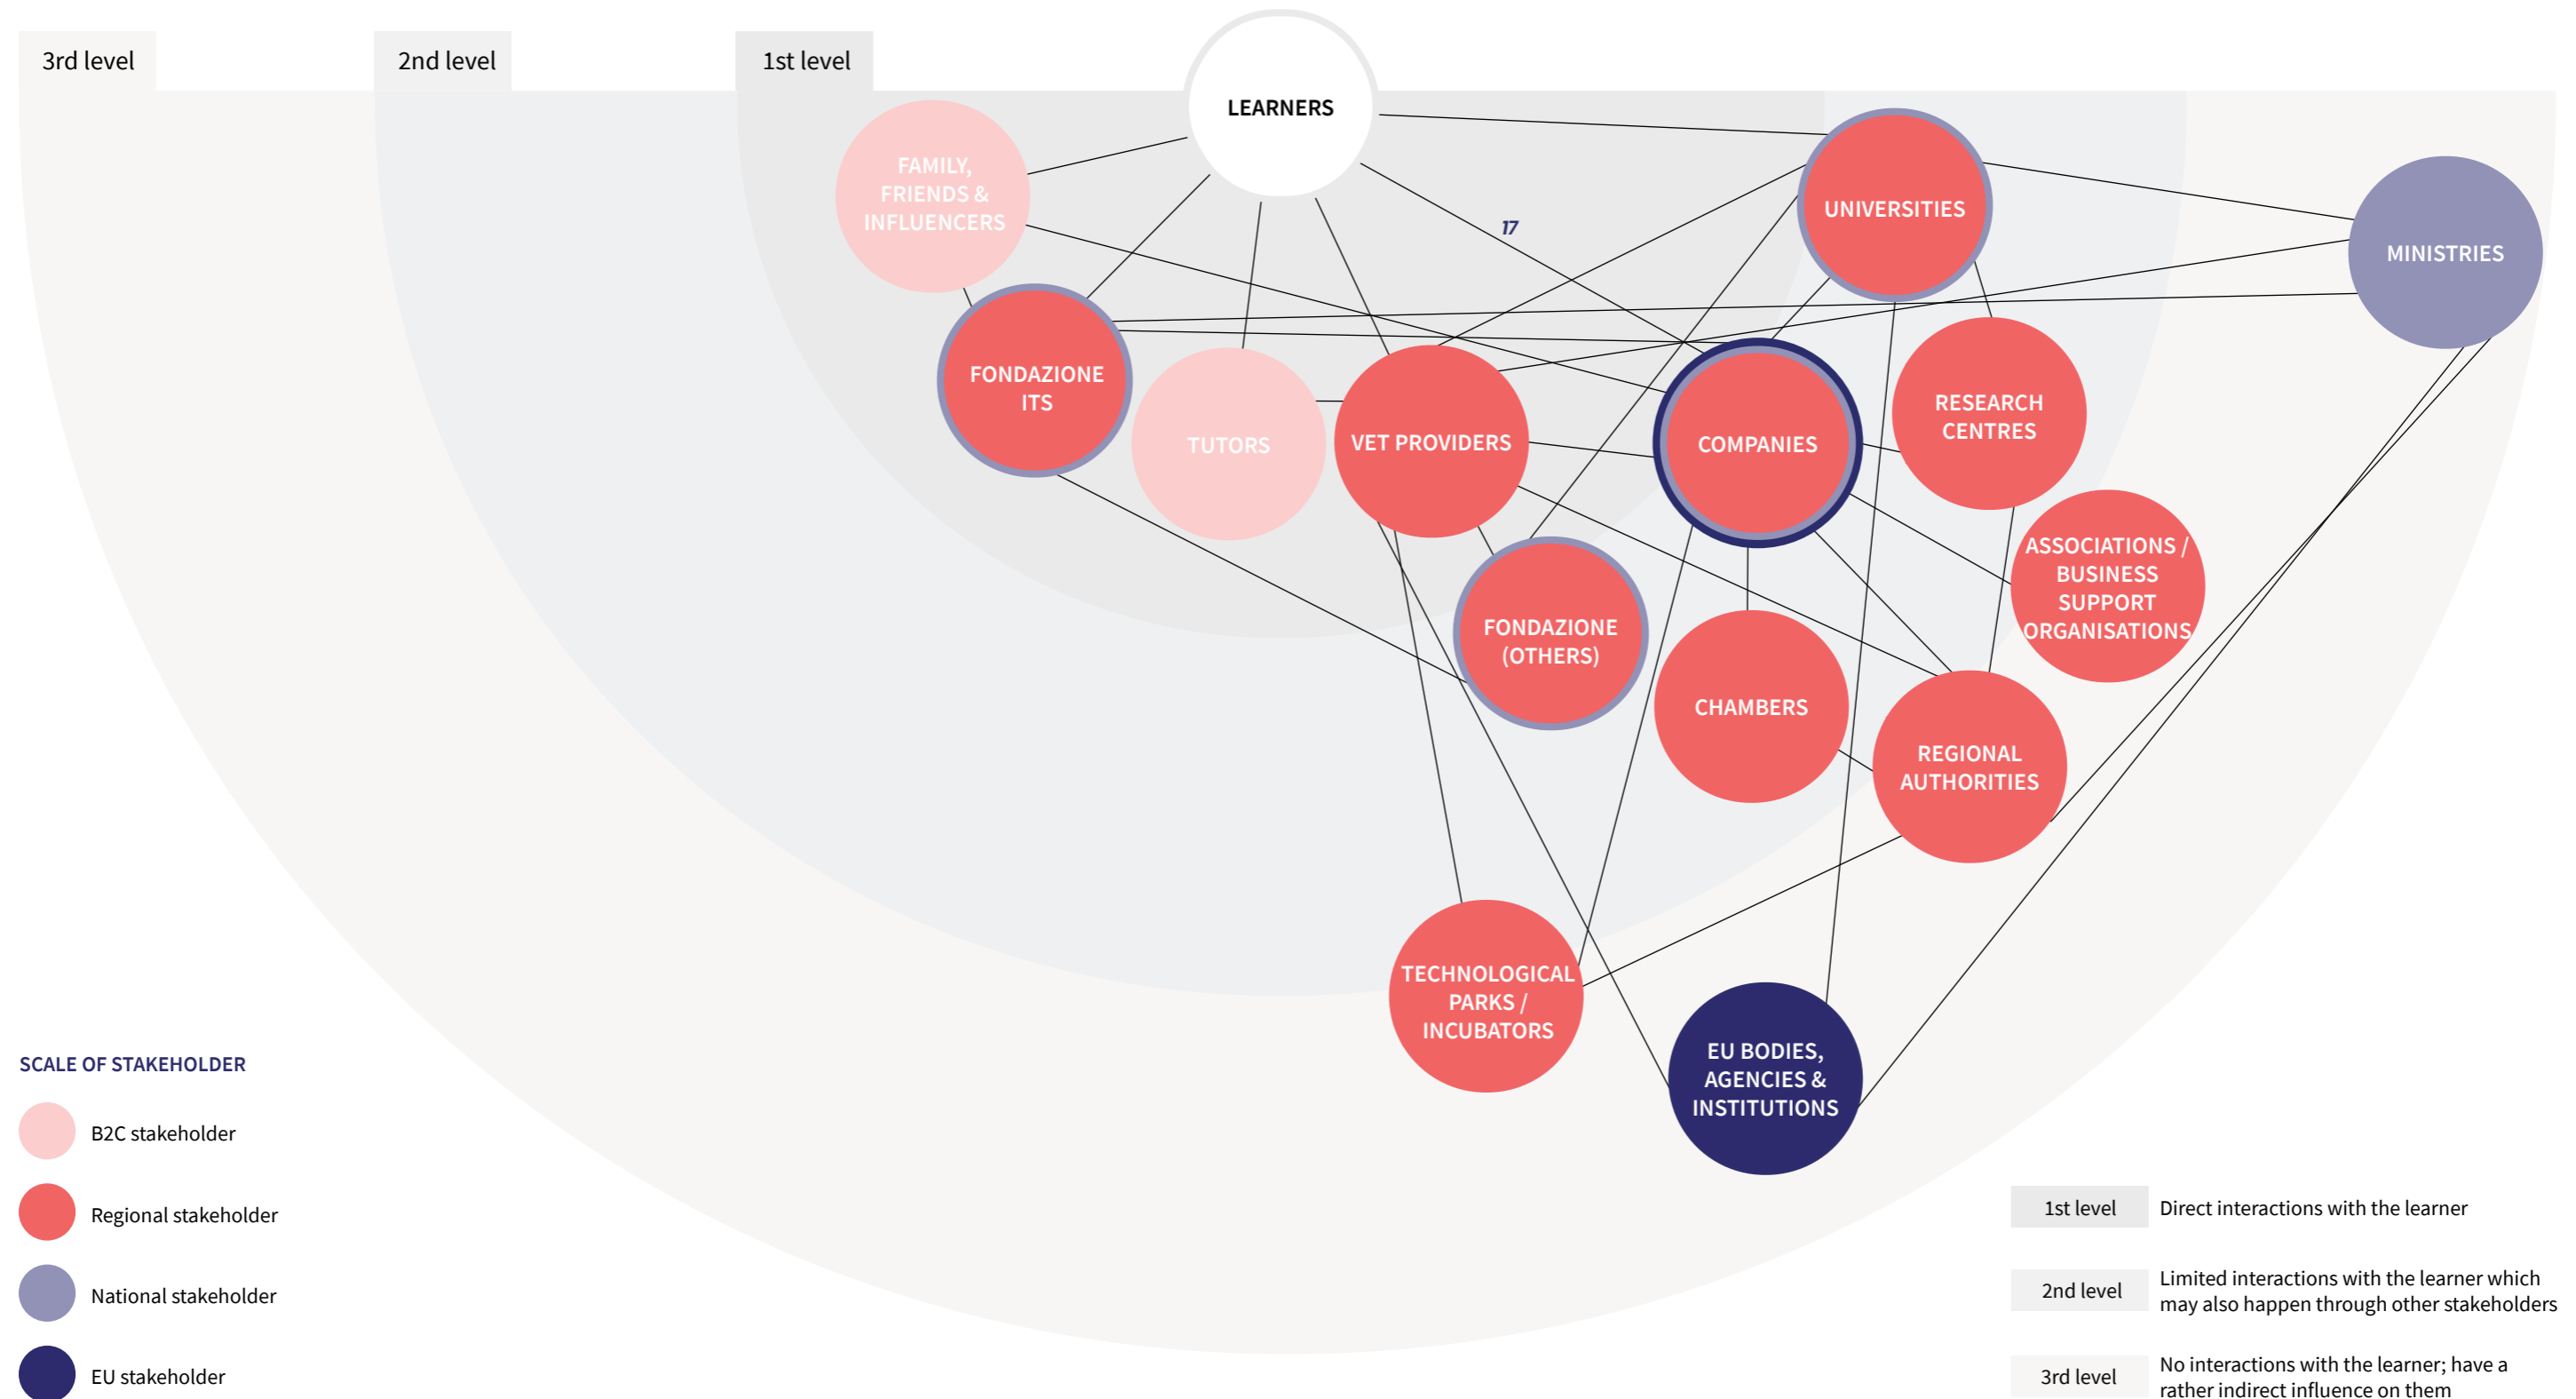 3rd level
2nd level
1st level
LEARNERS
FAMILY,
FRIENDS &
INFLUENCERS
17
UNIVERSITIES
MINISTRIES
FONDAZIONE
ITS
TUTORS
VET PROVIDERS
COMPANIES
RESEARCH
CENTRES
ASSOCIATIONS /
BUSINESS
SUPPORT
ORGANISATIONS
FONDAZIONE
(OTHERS)
CHAMBERS
REGIONAL
AUTHORITIES
TECHNOLOGICAL
PARKS /
INCUBATORS
EU BODIES,
AGENCIES &
INSTITUTIONS
SCALE OF STAKEHOLDER
B2C stakeholder
Regional stakeholder
National stakeholder
EU stakeholder
1st level
Direct interactions with the learner
2nd level
Limited interactions with the learner which
may also happen through other stakeholders
3rd level
No interactions with the learner; have a
rather indirect influence on them